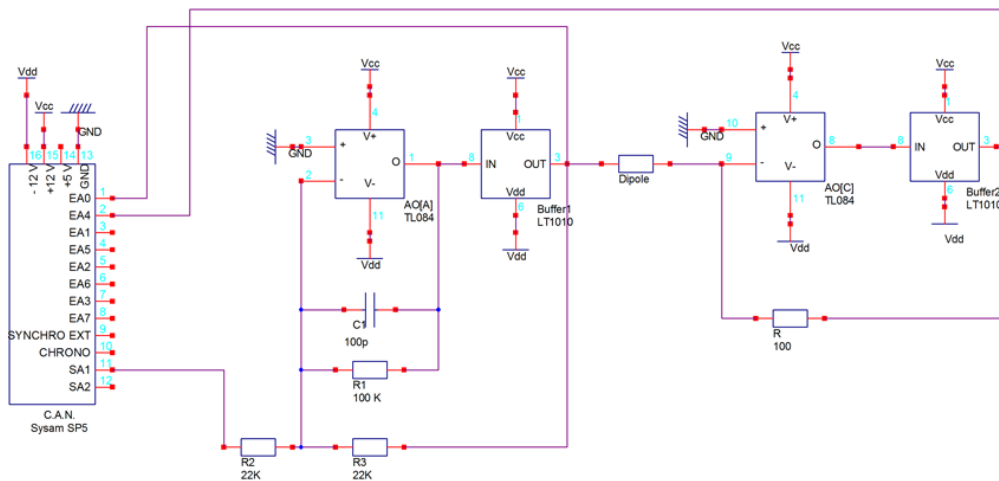 Vdd
Vcc
GND
16
15
14
13
- 12 V
+12 V
+5 V
GND
EA0
1
EA4
2
EA1
3
EA5
4
EA2
5
EA6
6
EA3
7
EA7
8
SYNCHRO EXT
9
CHRONO
10
SA1
11
SA2
12
C.A.N.
Sysam SP5
Vcc
4
3
GND
+
V+
O
1
2
-
V-
11
AO[A]
TL084
Vdd
Vcc
1
Vcc
8
IN
OUT
3
Vdd
6
Buffer1
LT1010
Vdd
C1
100p
R1
100 K
R2
22K
R3
22K
Dipole
Vcc
4
10
GND
+
V+
O
8
9
-
V-
11
AO[C]
TL084
Vdd
Vcc
1
Vcc
8
IN
OUT
3
Vdd
6
Buffer2
LT1010
Vdd
R
100